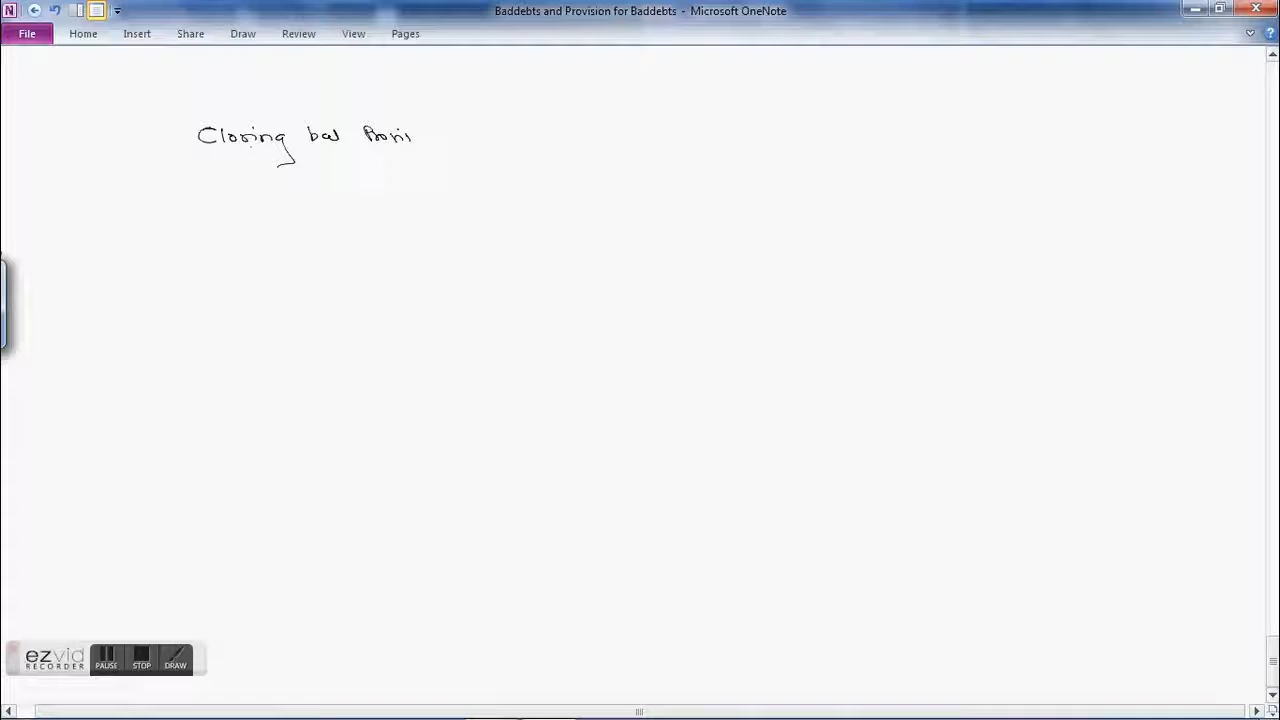 Baddebts and Provision for Baddebts - Microsoft OneNote
File Home Insert Share Draw Review View Pages
Closing bal Provis
ezvid
RECORDER
PAUSE STOP DRAW